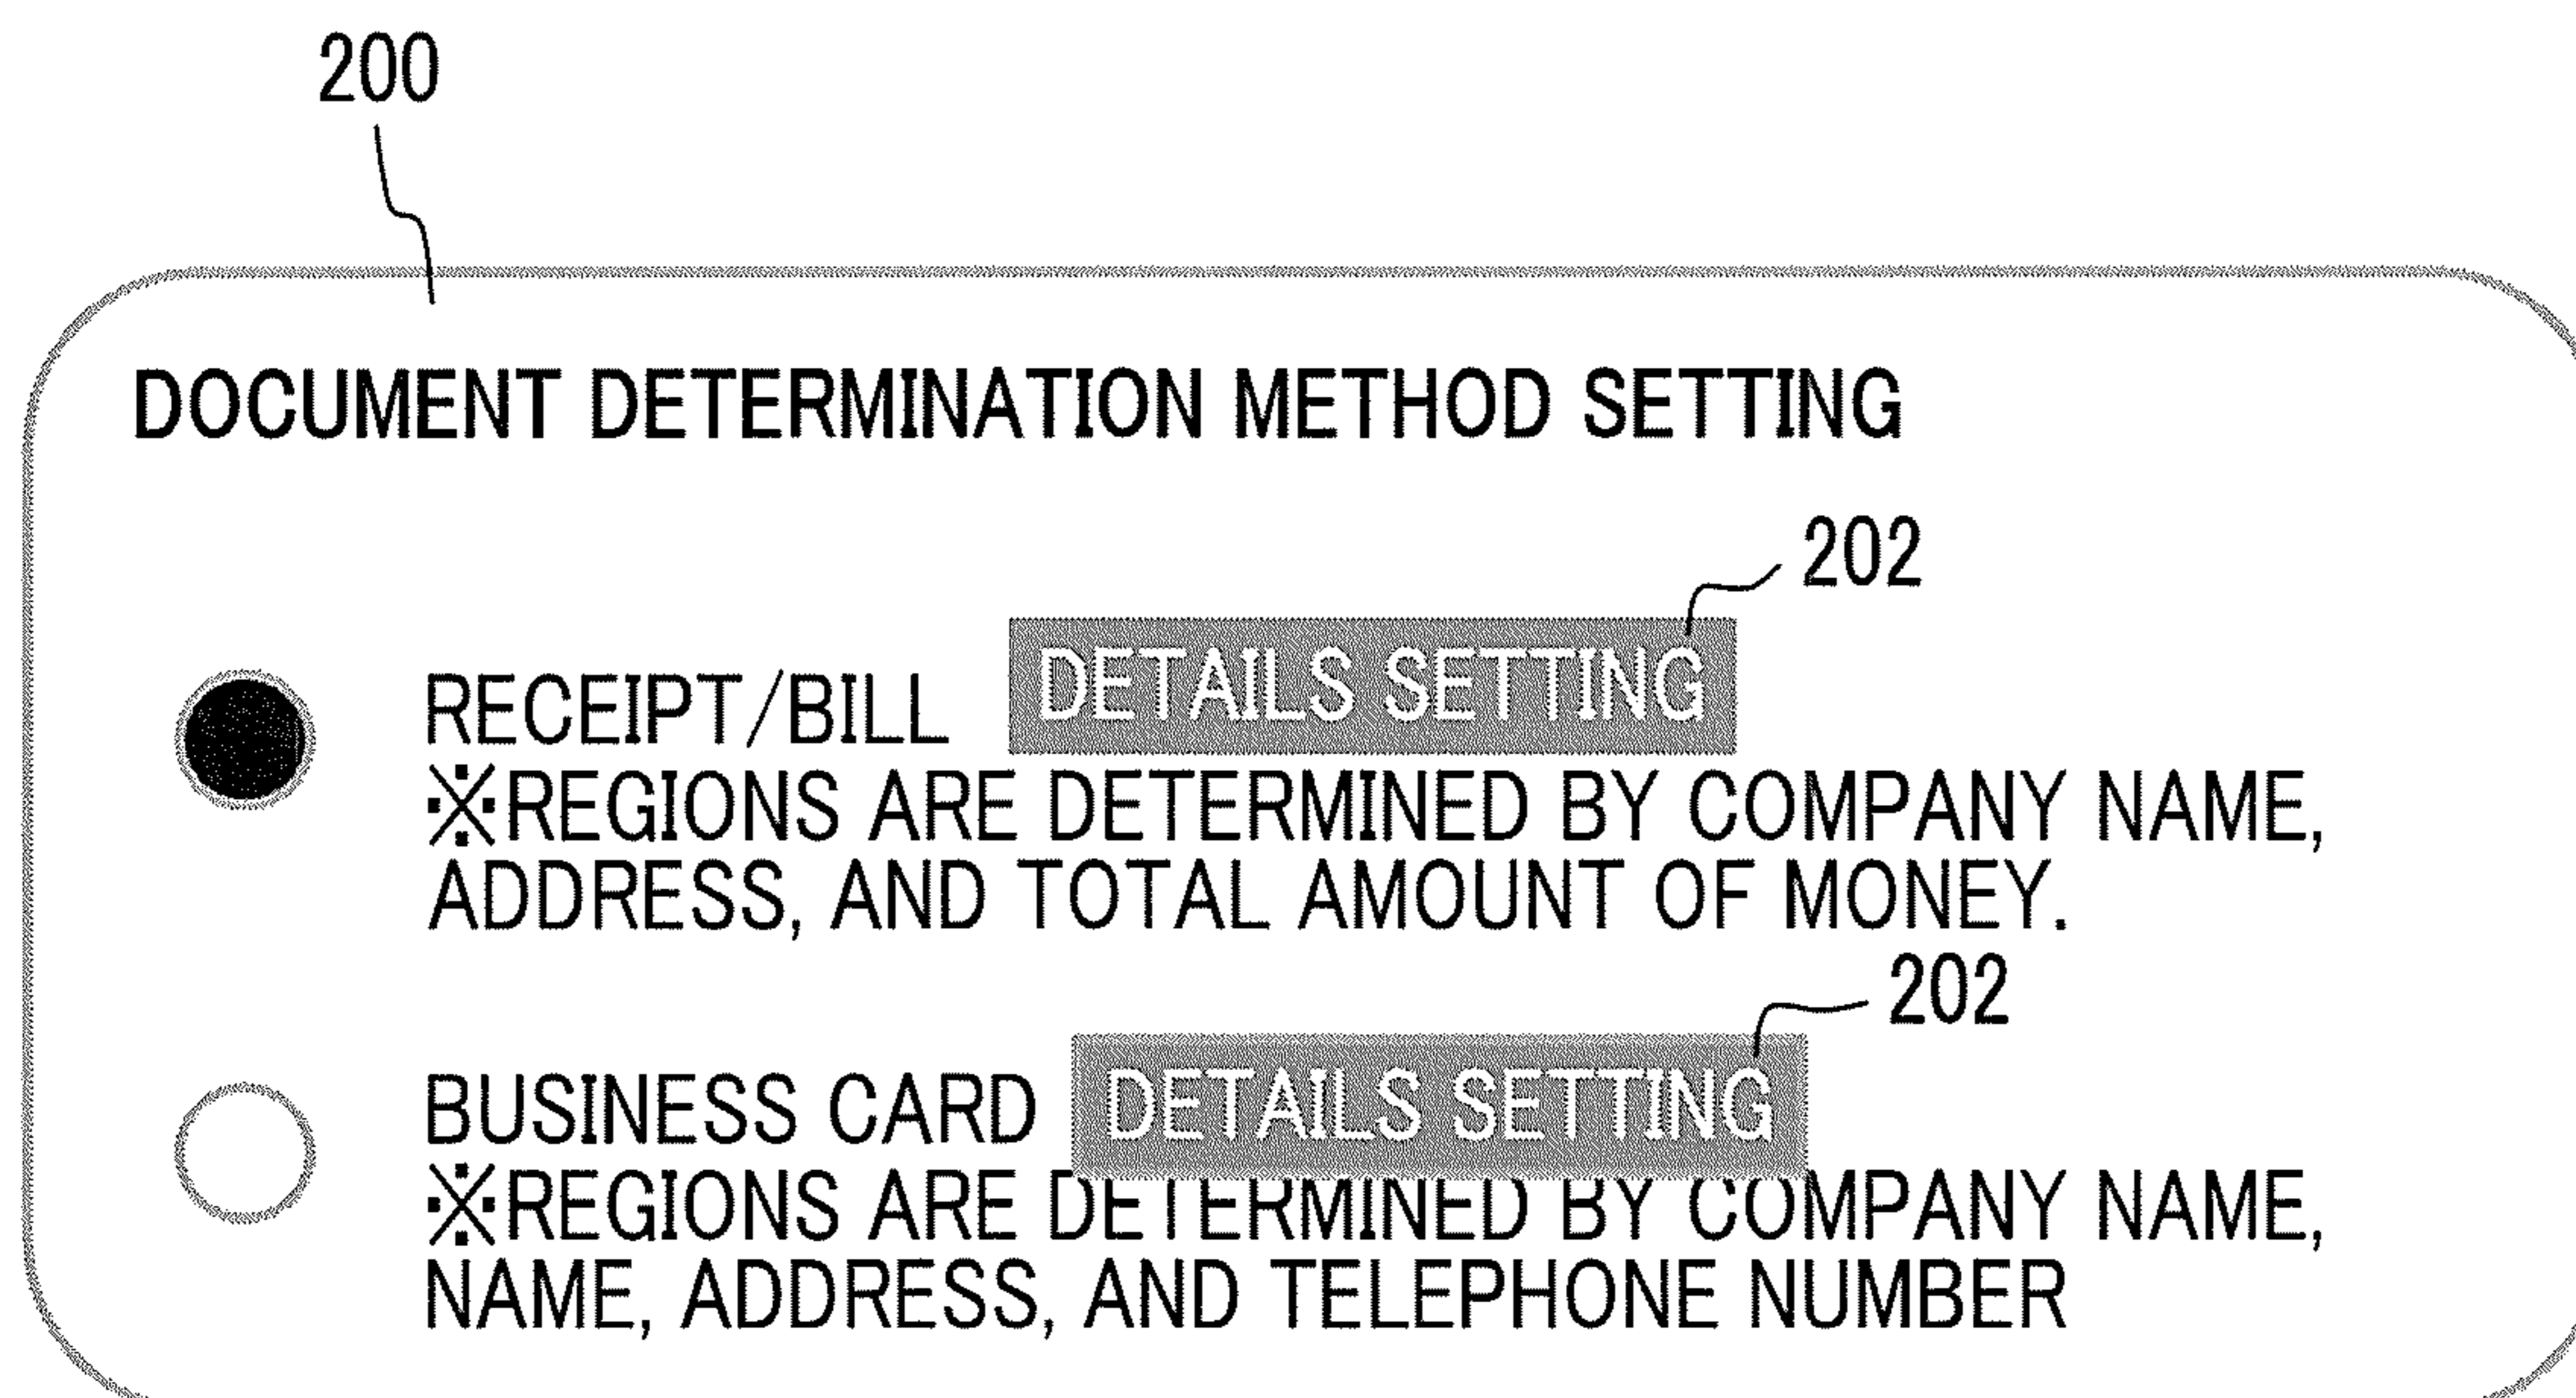 200
DOCUMENT DETERMINATION METHOD SETTING
202
RECEIPT/BILL DETAILS SETTING
※REGIONS ARE DETERMINED BY COMPANY NAME,
ADDRESS, AND TOTAL AMOUNT OF MONEY.
202
BUSINESS CARD DETAILS SETTING
※REGIONS ARE DETERMINED BY COMPANY NAME,
NAME, ADDRESS, AND TELEPHONE NUMBER